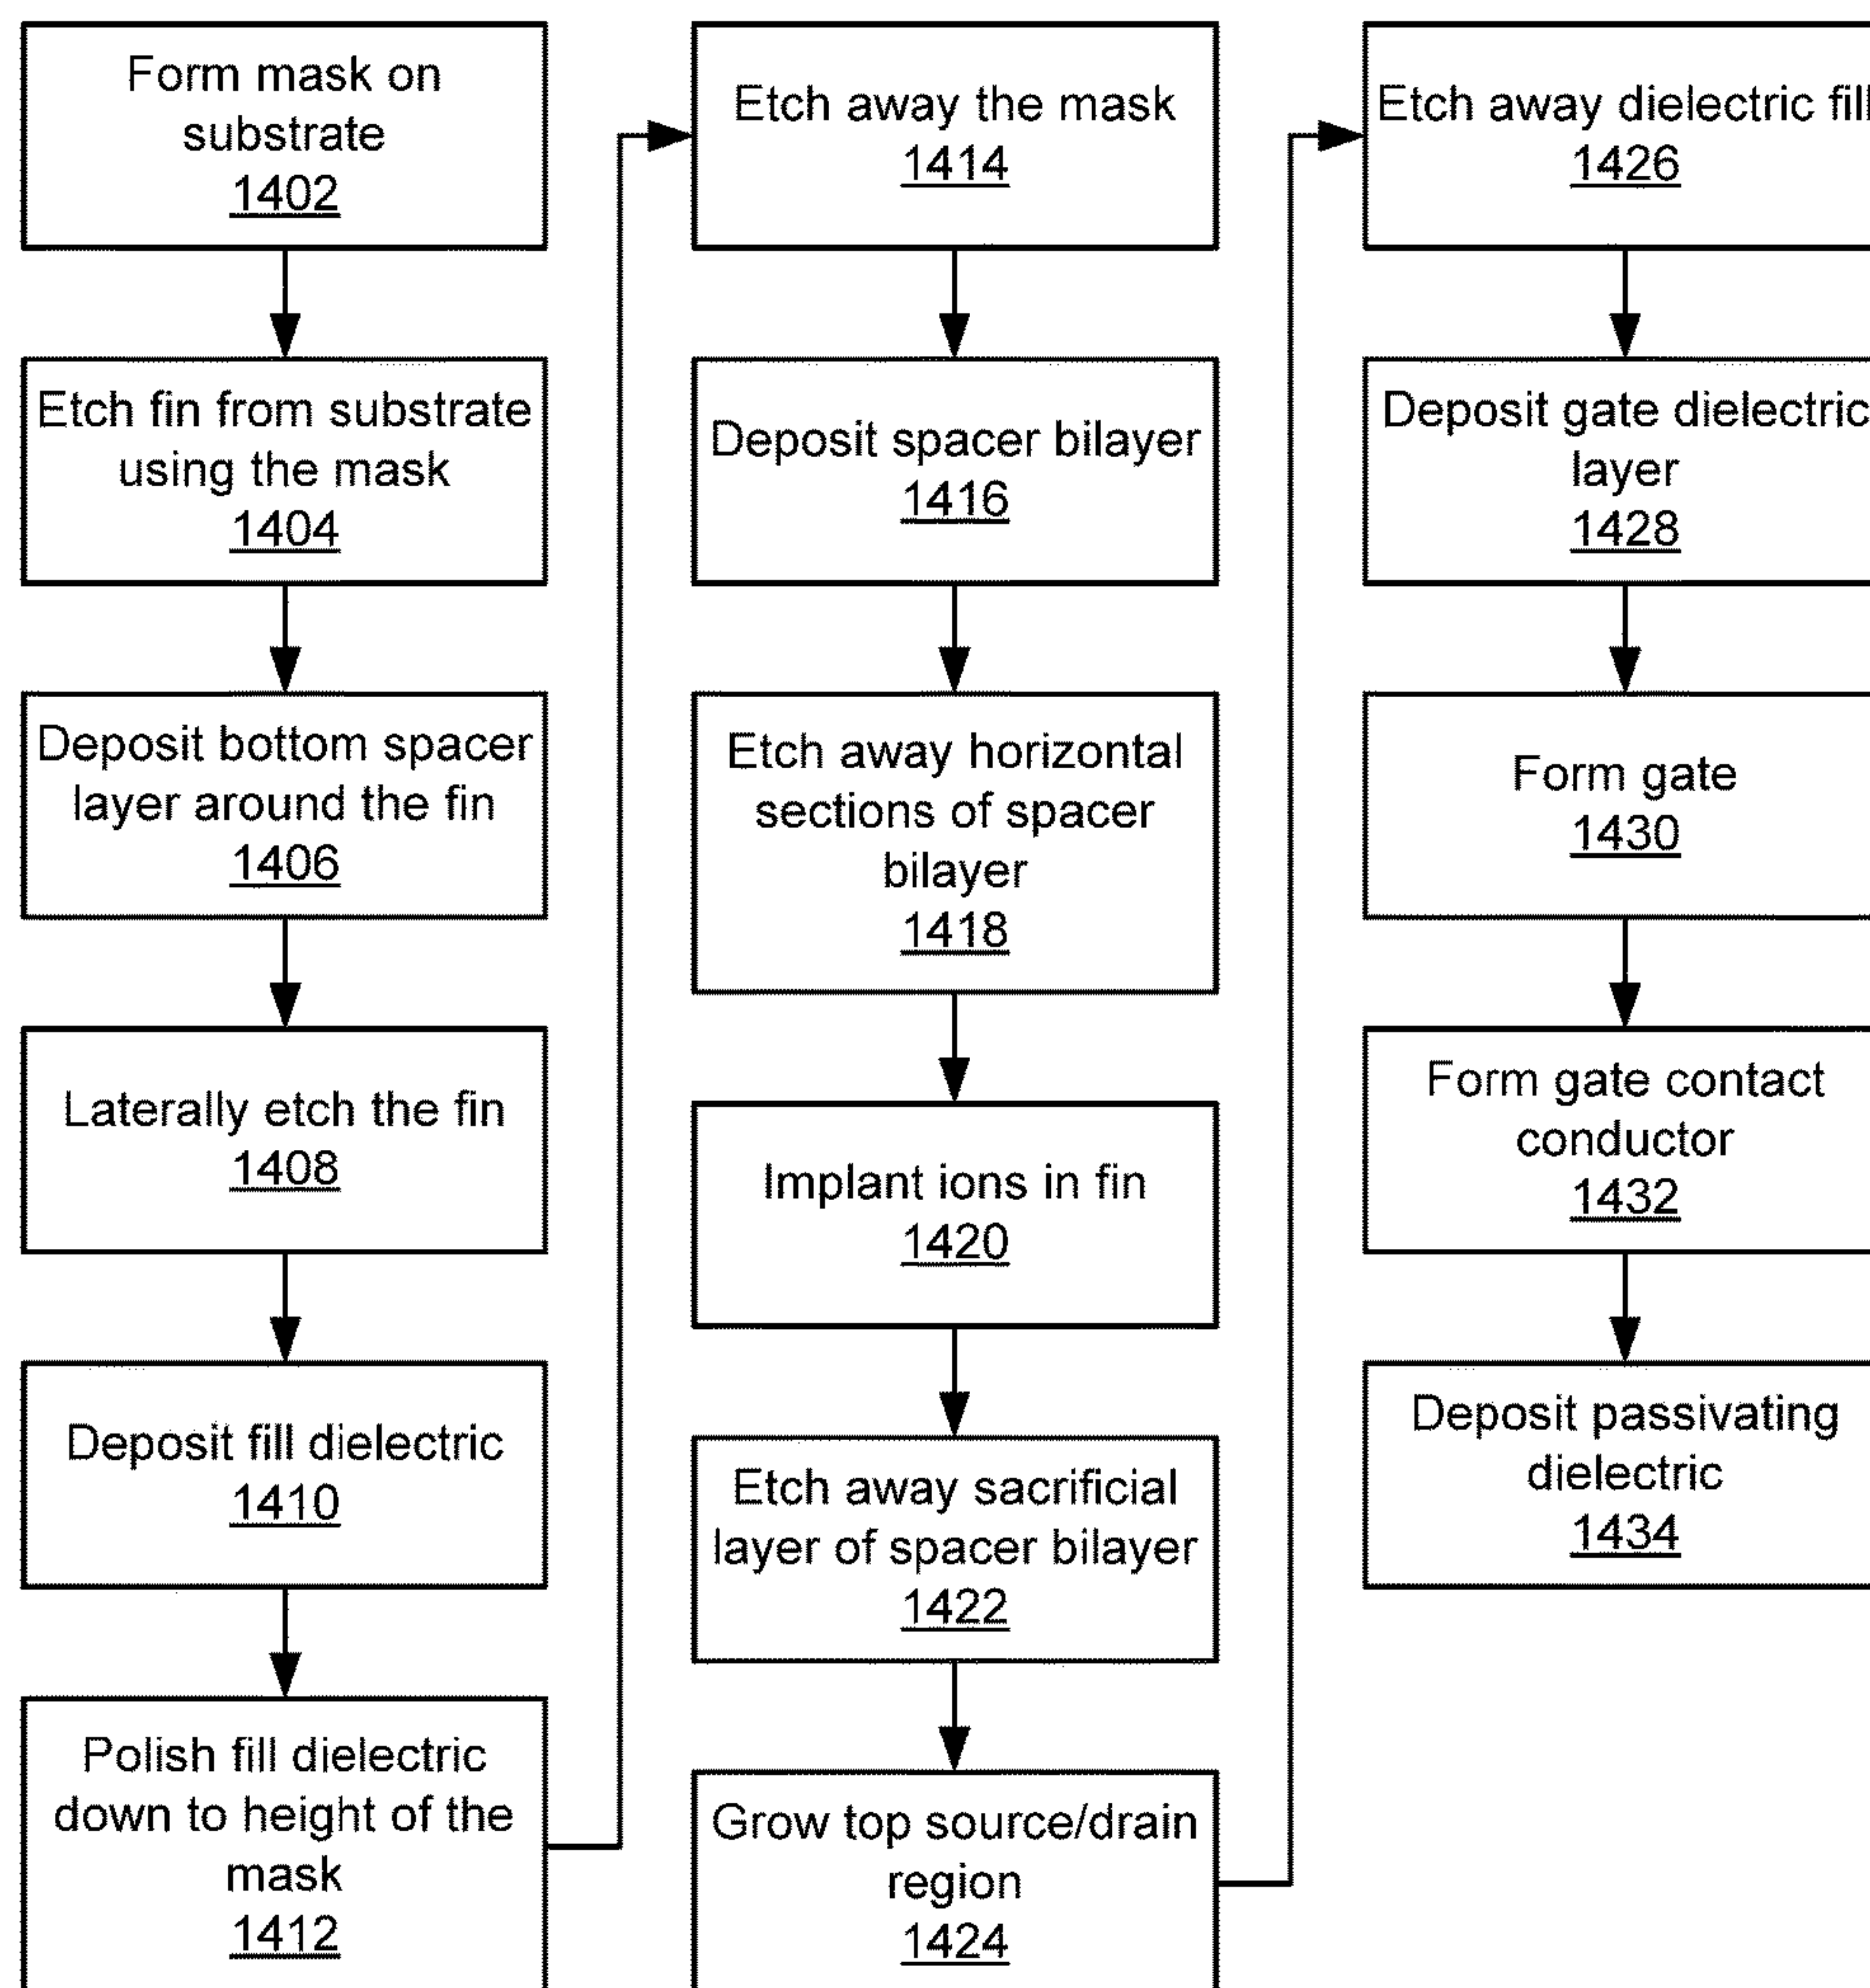 Form mask on
substrate
1402
Etch fin from substrate
using the mask
1404
Deposit bottom spacer
layer around the fin
1406
Laterally etch the fin
1408
Deposit fill dielectric
1410
Polish fill dielectric
down to height of the
mask
1412
Etch away the mask
1414
Deposit spacer bilayer
1416
Etch away horizontal
sections of spacer
bilayer
1418
Implant ions in fin
1420
Etch away sacrificial
layer of spacer bilayer
1422
Grow top source/drain
region
1424
Etch away dielectric fill
1426
Deposit gate dielectric
layer
1428
Form gate
1430
Form gate contact
conductor
1432
Deposit passivating
dielectric
1434